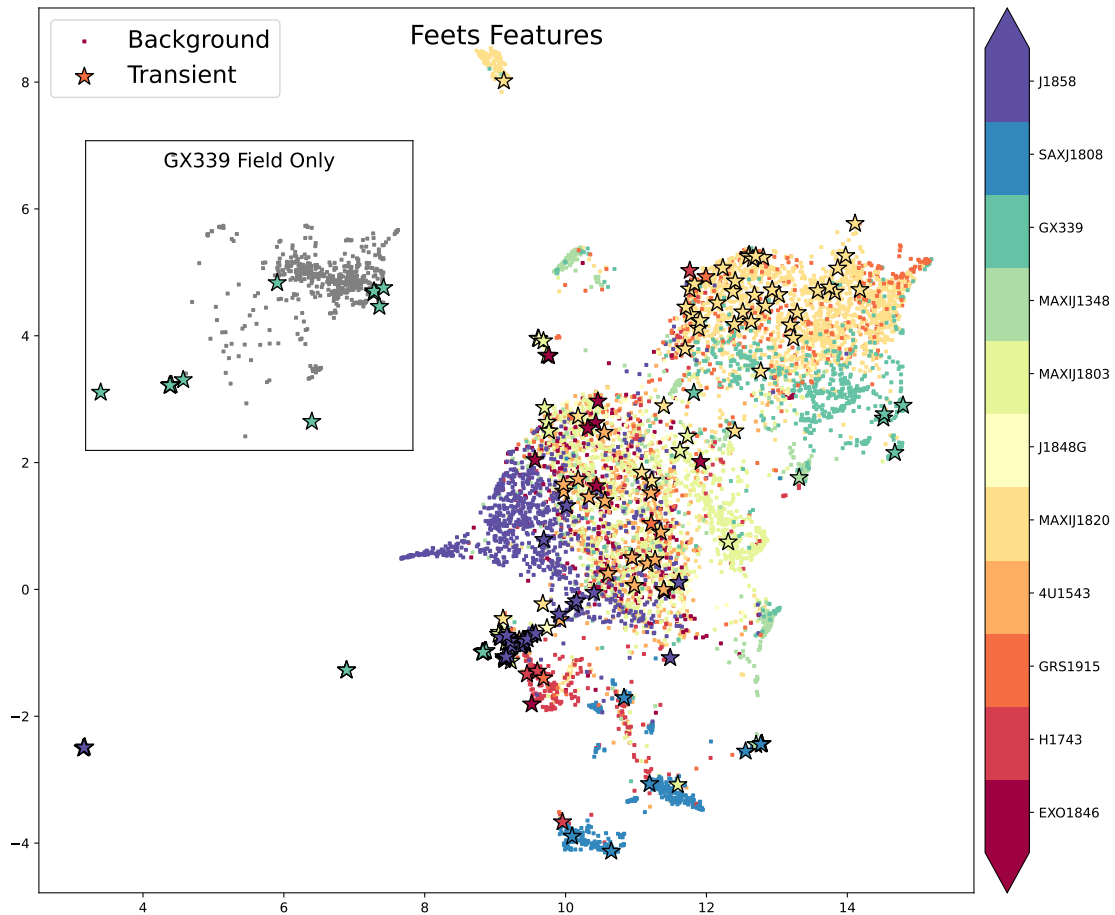 Feets Features
Background
Transient
GX339 Field Only
8
6
4
2
0
−2
−4
4
6
8
10
12
14
J1858
SAXJ1808
GX339
MAXIJ1348
MAXIJ1803
J1848G
MAXIJ1820
4U1543
GRS1915
H1743
EXO1846